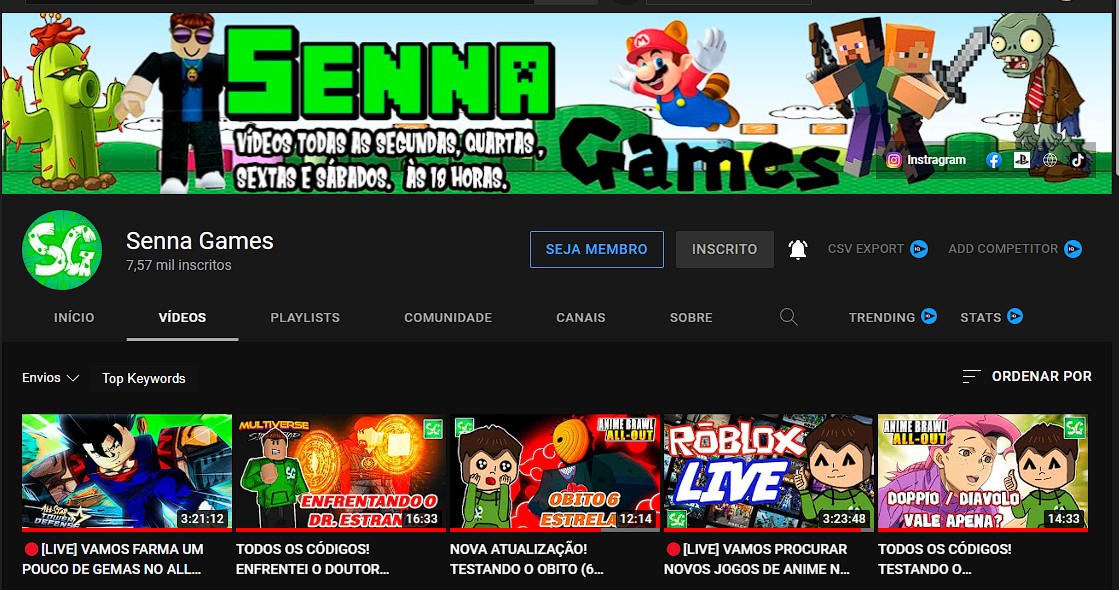 SENNA
VÍDEOS TODAS AS SEGUNDAS, QUARTAS,
SEXTAS E SÁBADOS. ÀS 19 HORAS.
Games
Instragram
SG
Senna Games
7,57 mil inscritos
SEJA MEMBRO
INSCRITO
CSV EXPORT
ADD COMPETITOR
INÍCIO
VÍDEOS
PLAYLISTS
COMUNIDADE
CANAIS
SOBRE
TRENDING
STATS
Envios
Top Keywords
ORDENAR POR
ALL STAR
TOWER
DEFENSE
3:21:12
[LIVE] VAMOS FARMA UM
POUCO DE GEMAS NO ALL...
MULTIVERSE
SG
SG
ENFRENTANDO O
DR. ESTRAN
16:33
TODOS OS CÓDIGOS!
ENFRENTEI O DOUTOR...
SG
ANIME BRAWL
ALL-OUT
OBITO 6
ESTRELA
12:14
NOVA ATUALIZAÇÃO!
TESTANDO O OBITO (6...
ROBLOX
LIVE
SG
3:23:48
[LIVE] VAMOS PROCURAR
NOVOS JOGOS DE ANIME N...
ANIME BRAWL
ALL-OUT
SG
DOPPIO / DIAVOLO
VALE APENA?
14:33
TODOS OS CÓDIGOS!
TESTANDO O...